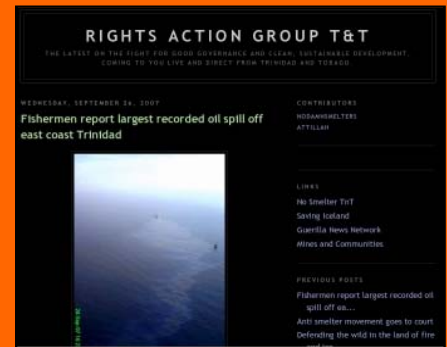 RIGHTS ACTION GROUP T&T
THE LATEST ON THE FIGHT FOR GOOD GOVERNANCE AND CLEAN, SUSTAINABLE DEVELOPMENT.
COMING TO YOU LIVE AND DIRECT FROM TRINIDAD AND TOBAGO
WEDNESDAY, SEPTEMBER 26, 2007
Fishermen report largest recorded oil spill off
east coast Trinidad
CONTRIBUTORS
NODAMNSMELTERS
ATTILLAH
LINKS
No Smelter TnT
Saving Iceland
Guerilla News Network
Mines and Communities
PREVIOUS POSTS
Fishermen report largest recorded oil
spill off ea...
Anti smelter movement goes to court
Defending the wild in the land of fire